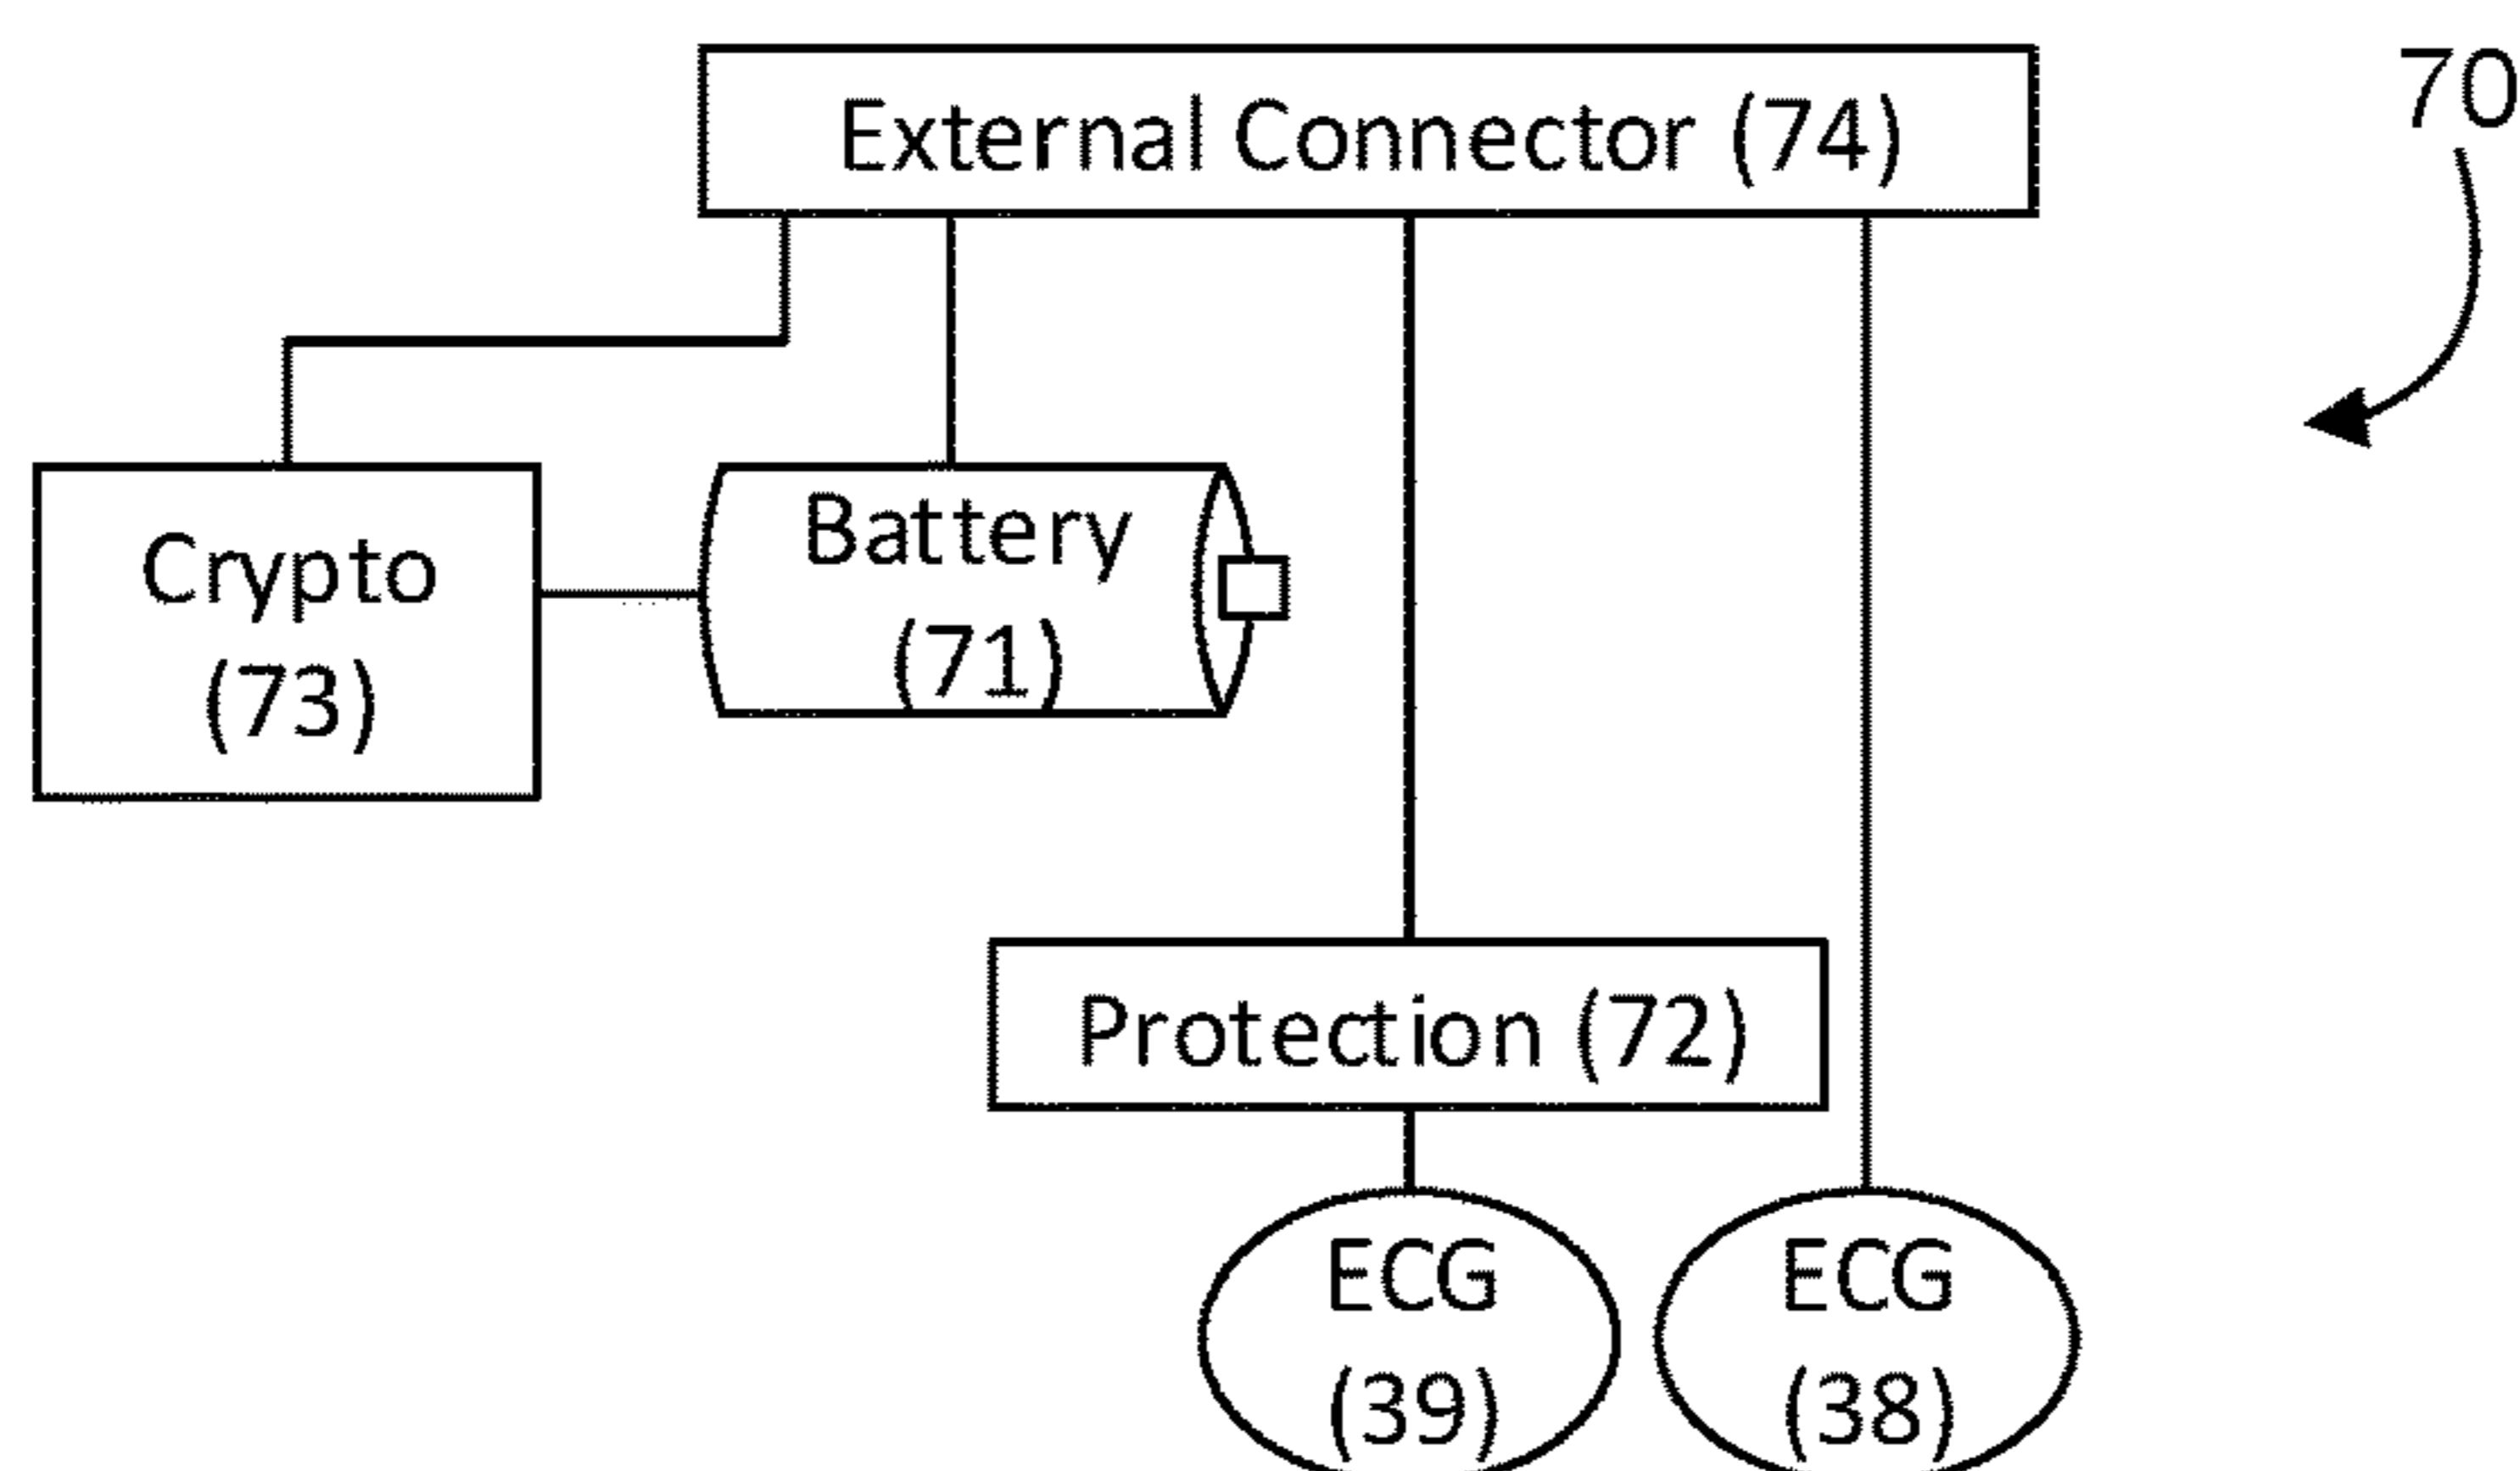 External Connector (74)
70
Crypto
(73)
Battery
(71)
Protection (72)
ECG
(39)
ECG
(38)